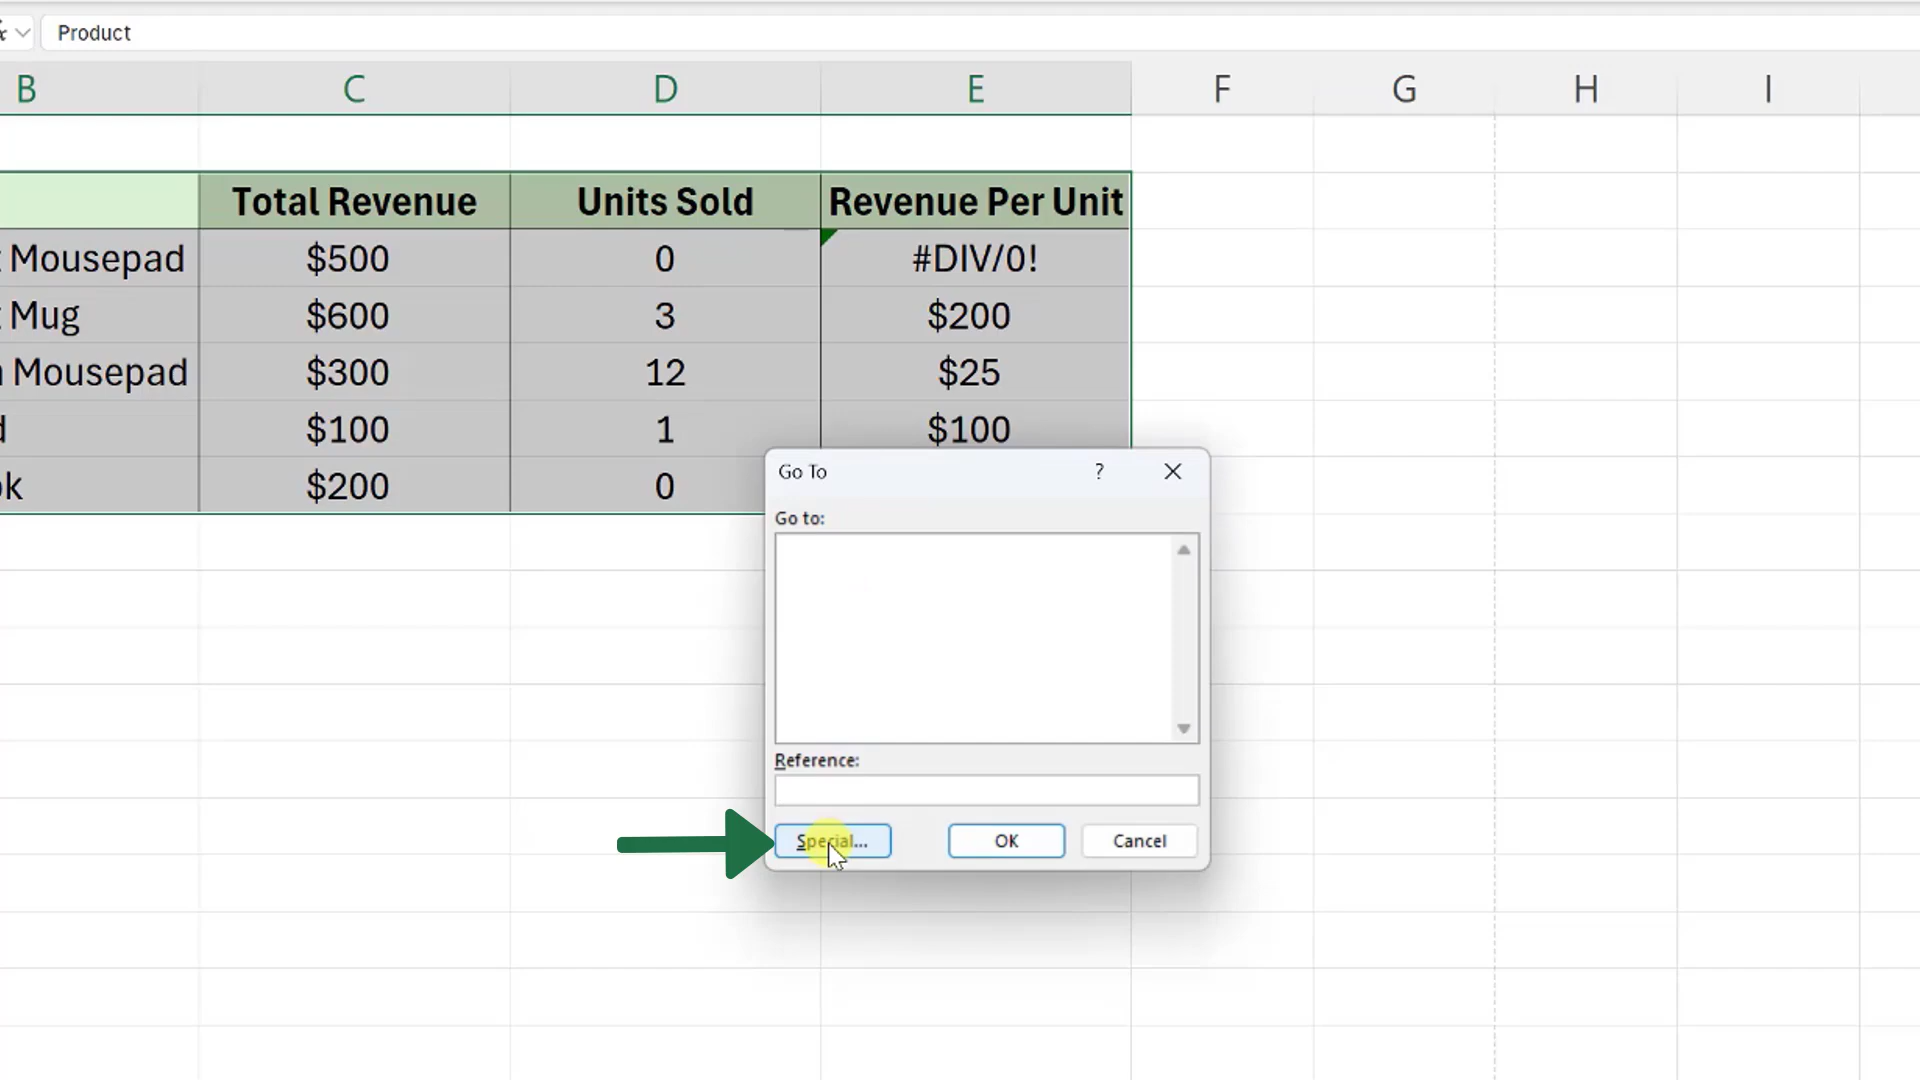 Product
B C D E F G H I
Total Revenue Units Sold Revenue Per Unit
Mousepad $500 0 #DIV/0!
Mug $600 3 $200
Mousepad $300 12 $25
$100 1 $100
$200 0
Go To ?
Go to:
Reference:
Special... OK Cancel